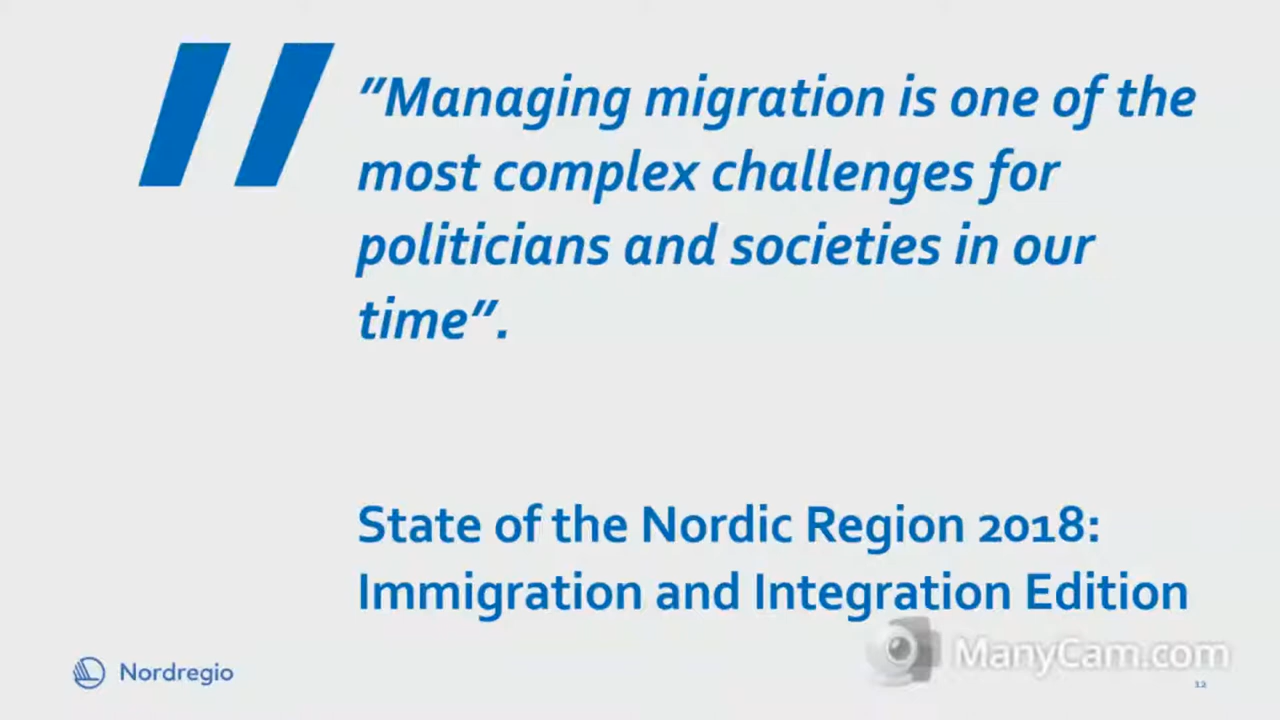 "Managing migration is one of the
most complex challenges for
politicians and societies in our
time".
State of the Nordic Region 2018:
Immigration and Integration Edition
Nordregio
ManyCam.com
12